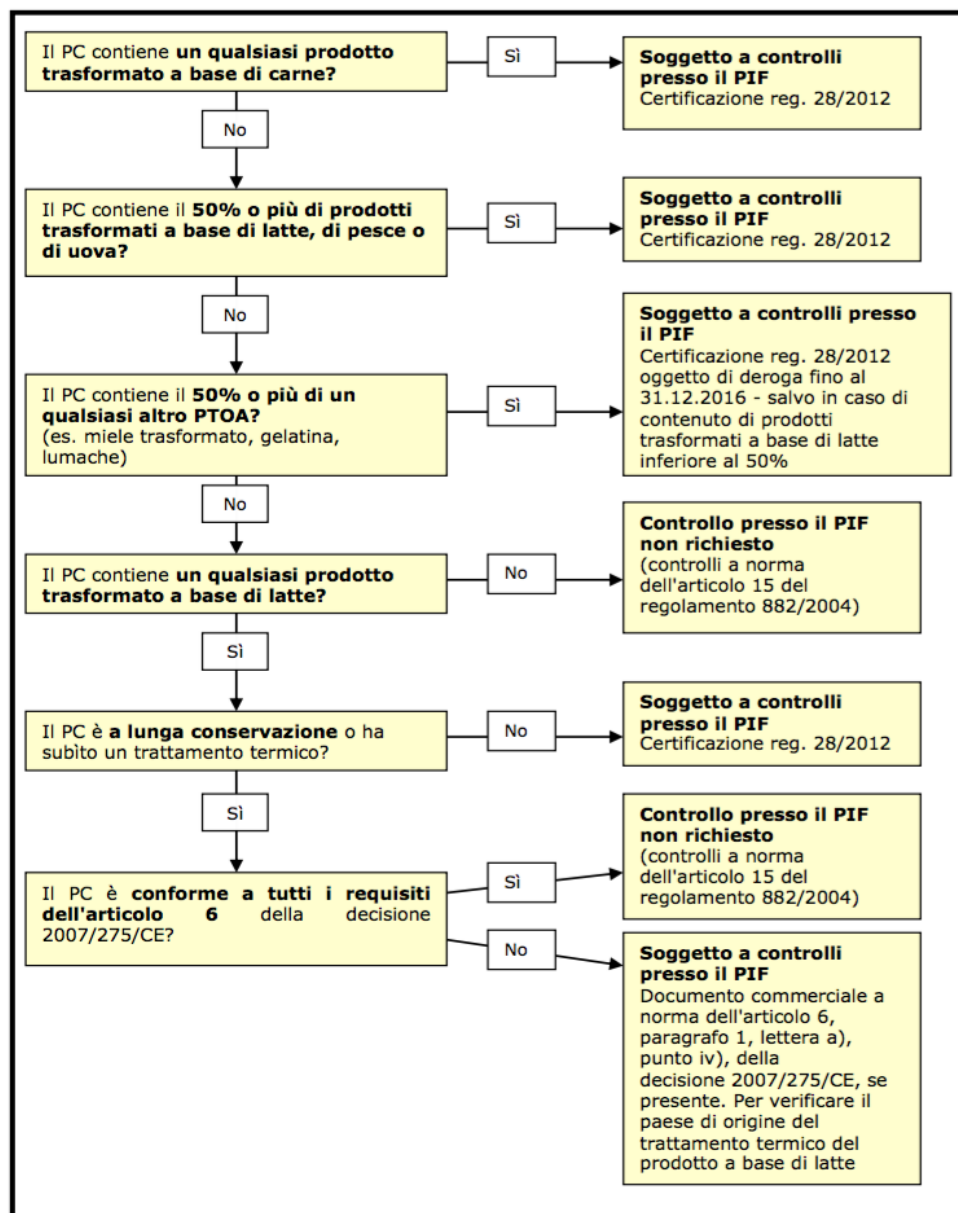 Il PC contiene un qualsiasi prodotto
trasformato a base di carne?
Sì
Soggetto a controlli
presso il PIF
Certificazione reg. 28/2012
No
Il PC contiene il 50% o più di prodotti
trasformati a base di latte, di pesce o
di uova?
Sì
Soggetto a controlli
presso il PIF
Certificazione reg. 28/2012
No
Il PC contiene il 50% o più di un
qualsiasi altro PTOA?
(es. miele trasformato, gelatina,
lumache)
Sì
Soggetto a controlli presso
il PIF
Certificazione reg. 28/2012
oggetto di deroga fino al
31.12.2016 - salvo in caso di
contenuto di prodotti
trasformati a base di latte
inferiore al 50%
No
Il PC contiene un qualsiasi prodotto
trasformato a base di latte?
No
Controllo presso il PIF
non richiesto
(controlli a norma
dell'articolo 15 del
regolamento 882/2004)
Sì
Il PC è a lunga conservazione o ha
subìto un trattamento termico?
No
Soggetto a controlli
presso il PIF
Certificazione reg. 28/2012
Sì
Il PC è conforme a tutti i requisiti
dell'articolo 6 della decisione
2007/275/CE?
Sì
Controllo presso il PIF
non richiesto
(controlli a norma
dell'articolo 15 del
regolamento 882/2004)
No
Soggetto a controlli
presso il PIF
Documento commerciale a
norma dell'articolo 6,
paragrafo 1, lettera a),
punto iv), della
decisione 2007/275/CE, se
presente. Per verificare il
paese di origine del
trattamento termico del
prodotto a base di latte